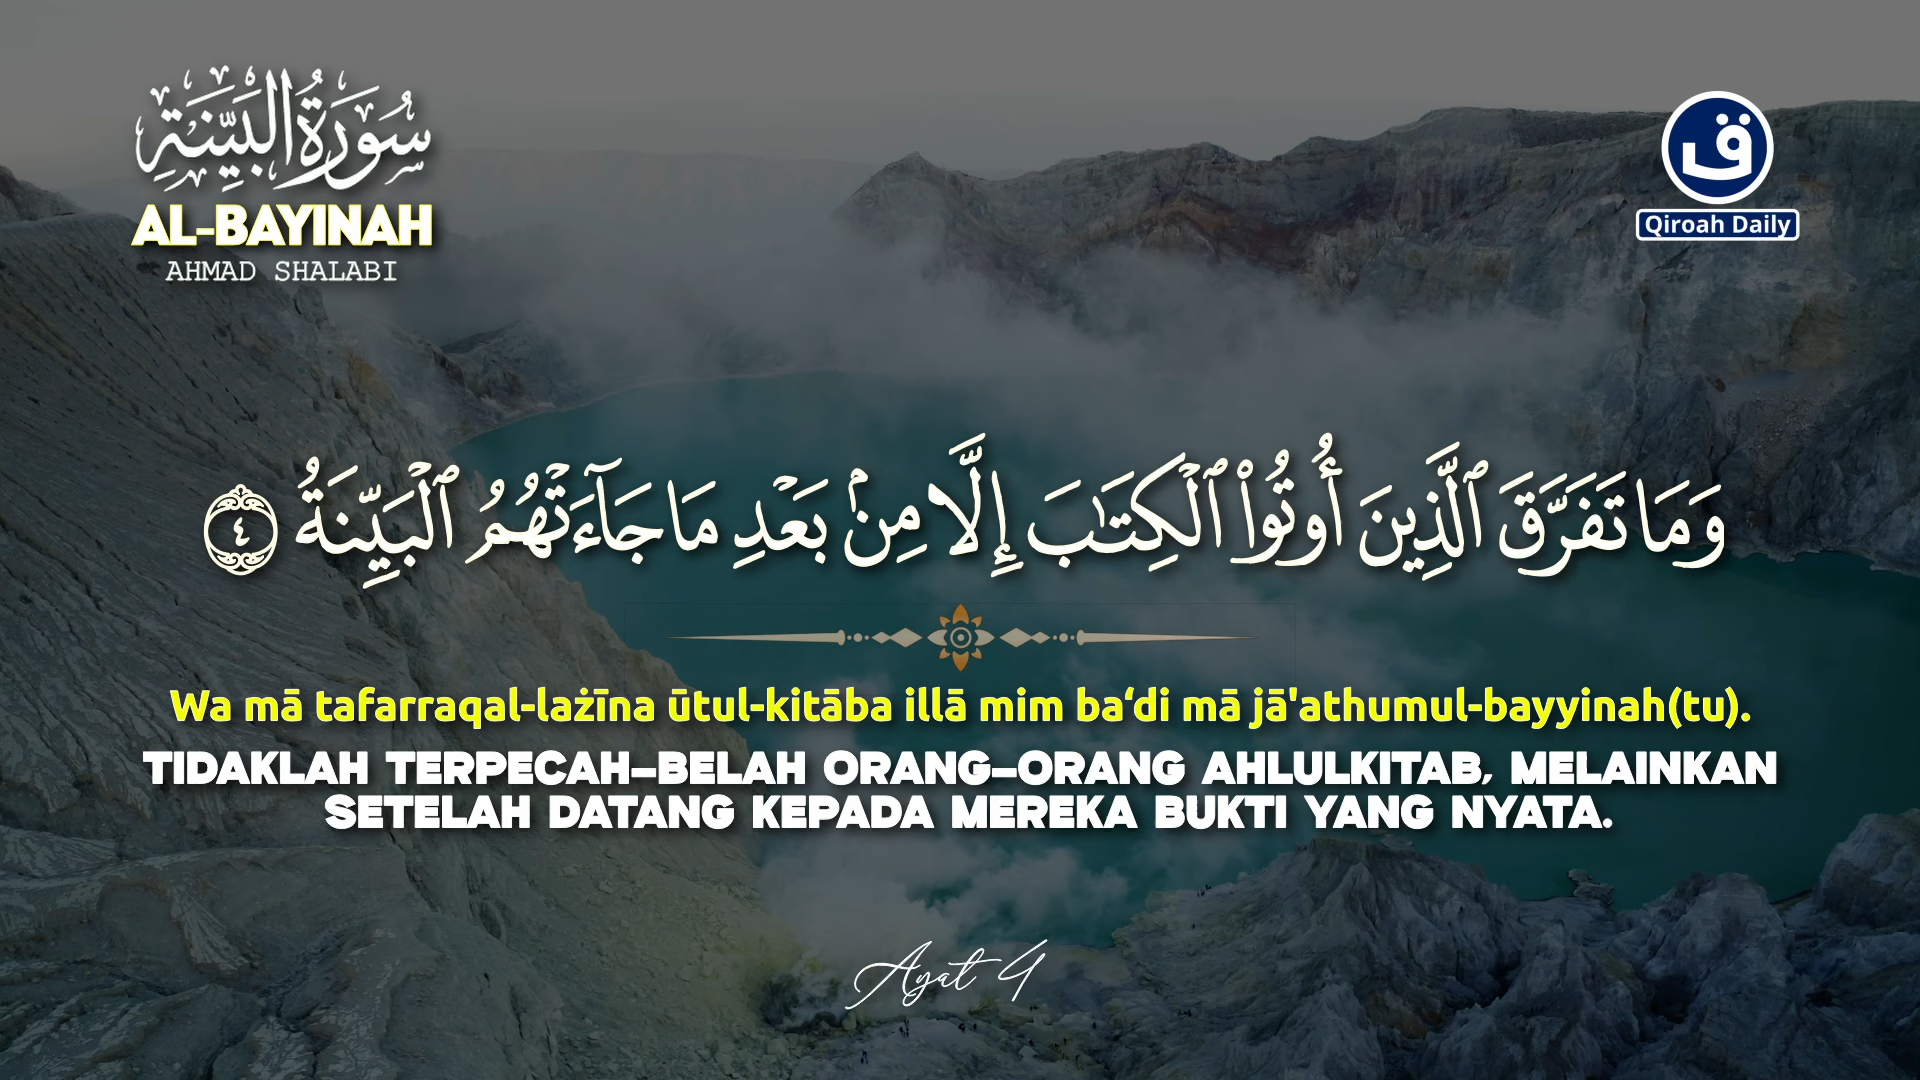 سُورَةُ الْبَيِّنَةِ
AL-BAYINAH
AHMAD SHALABI
ق
Qiroah Daily
وَمَا تَفَرَّقَ ٱلَّذِينَ أُوتُوا۟ ٱلْكِتَـٰبَ إِلَّا مِنۢ بَعْدِ مَا جَآءَتْهُمُ ٱلْبَيِّنَةُ ٤
Wa mā tafarraqal-lażīna ūtul-kitāba illā mim ba‘di mā jā'athumul-bayyinah(tu).
TIDAKLAH TERPECAH-BELAH ORANG-ORANG AHLULKITAB, MELAINKAN
SETELAH DATANG KEPADA MEREKA BUKTI YANG NYATA.
Ayat 4